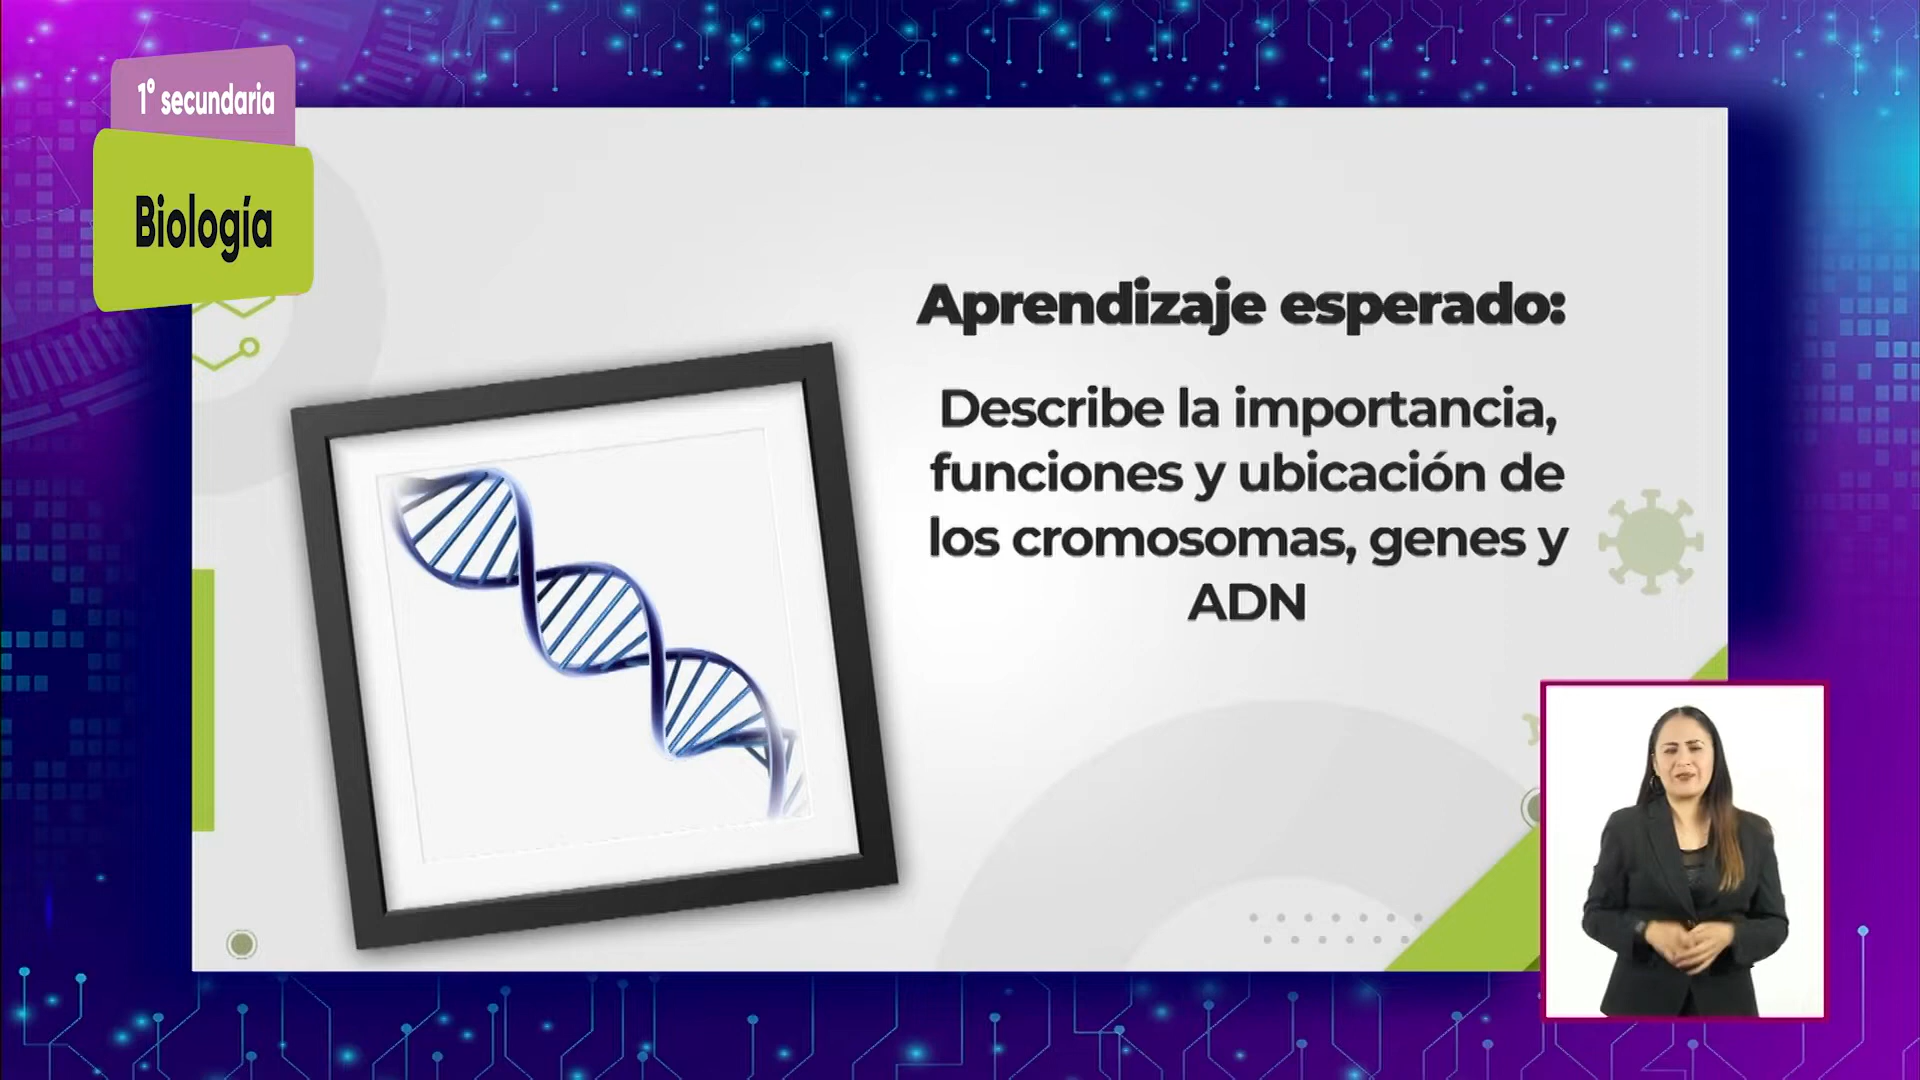 1° secundaria
Biología
Aprendizaje esperado:
Describe la importancia,
funciones y ubicación de
los cromosomas, genes y
ADN